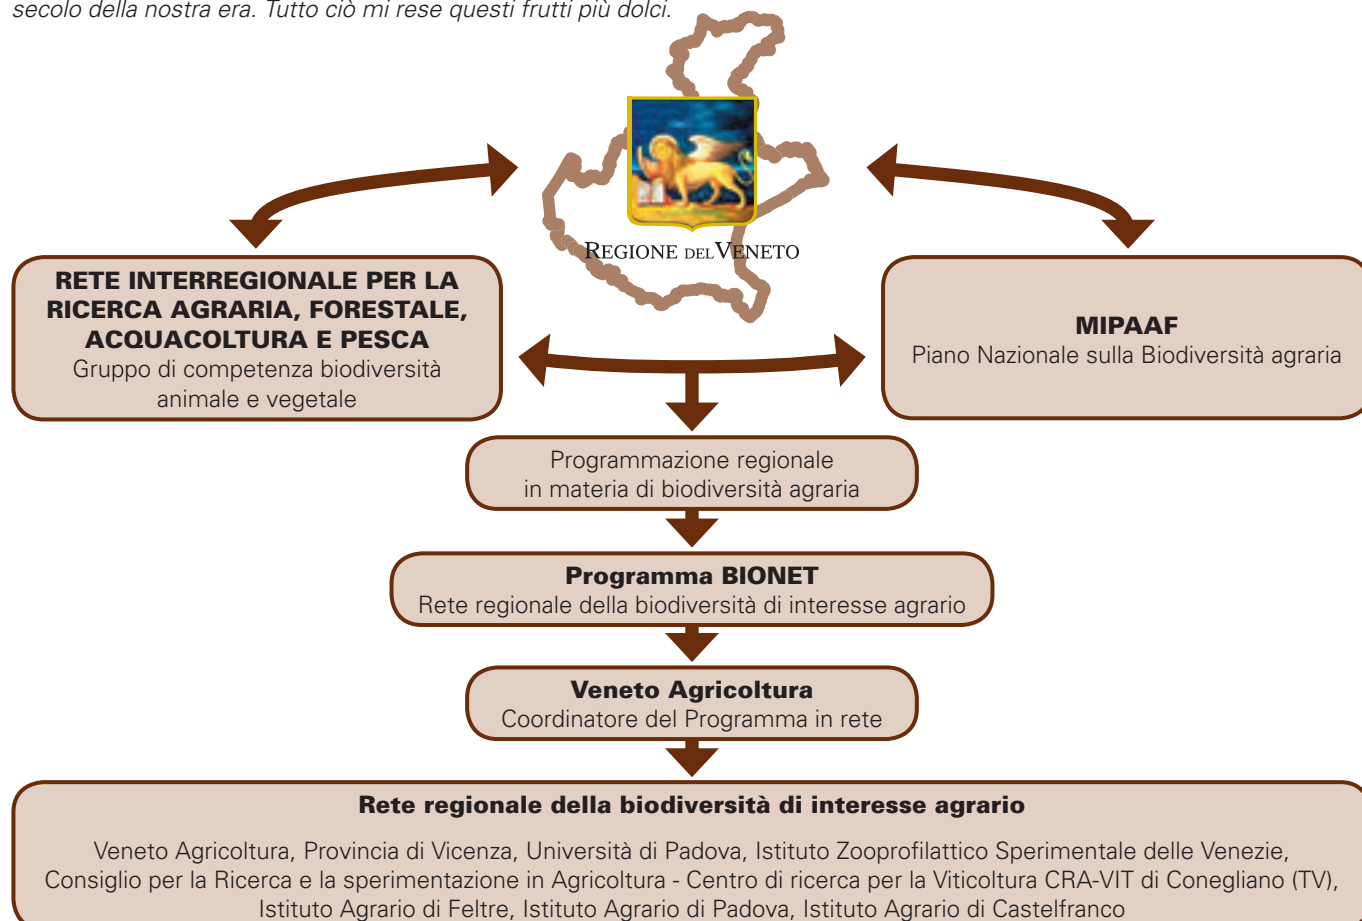 secolo della nostra era. Tutto ciò mi rese questi frutti più dolci.
REGIONE DEL VENETO
RETE INTERREGIONALE PER LA
RICERCA AGRARIA, FORESTALE,
ACQUACOLTURA E PESCA
Gruppo di competenza biodiversità
animale e vegetale
MIPAAF
Piano Nazionale sulla Biodiversità agraria
Programmazione regionale
in materia di biodiversità agraria
Programma BIONET
Rete regionale della biodiversità di interesse agrario
Veneto Agricoltura
Coordinatore del Programma in rete
Rete regionale della biodiversità di interesse agrario
Veneto Agricoltura, Provincia di Vicenza, Università di Padova, Istituto Zooprofilattico Sperimentale delle Venezie,
Consiglio per la Ricerca e la sperimentazione in Agricoltura - Centro di ricerca per la Viticoltura CRA-VIT di Conegliano (TV),
Istituto Agrario di Feltre, Istituto Agrario di Padova, Istituto Agrario di Castelfranco